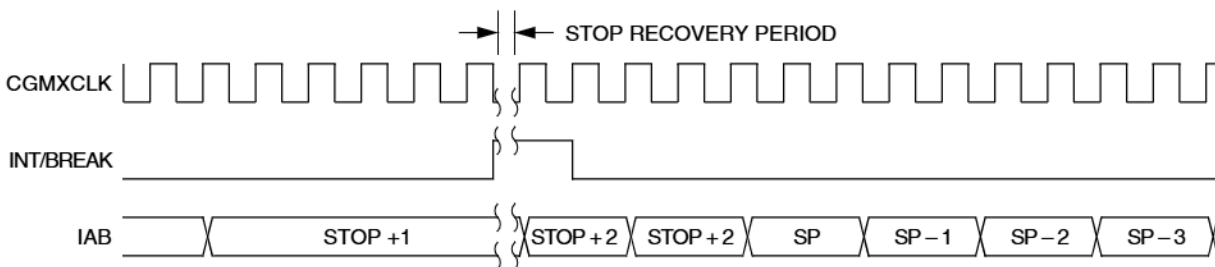 STOP RECOVERY PERIOD
CGMXCLK
INT/BREAK
IAB STOP +1 STOP + 2 STOP + 2 SP SP – 1 SP – 2 SP – 3